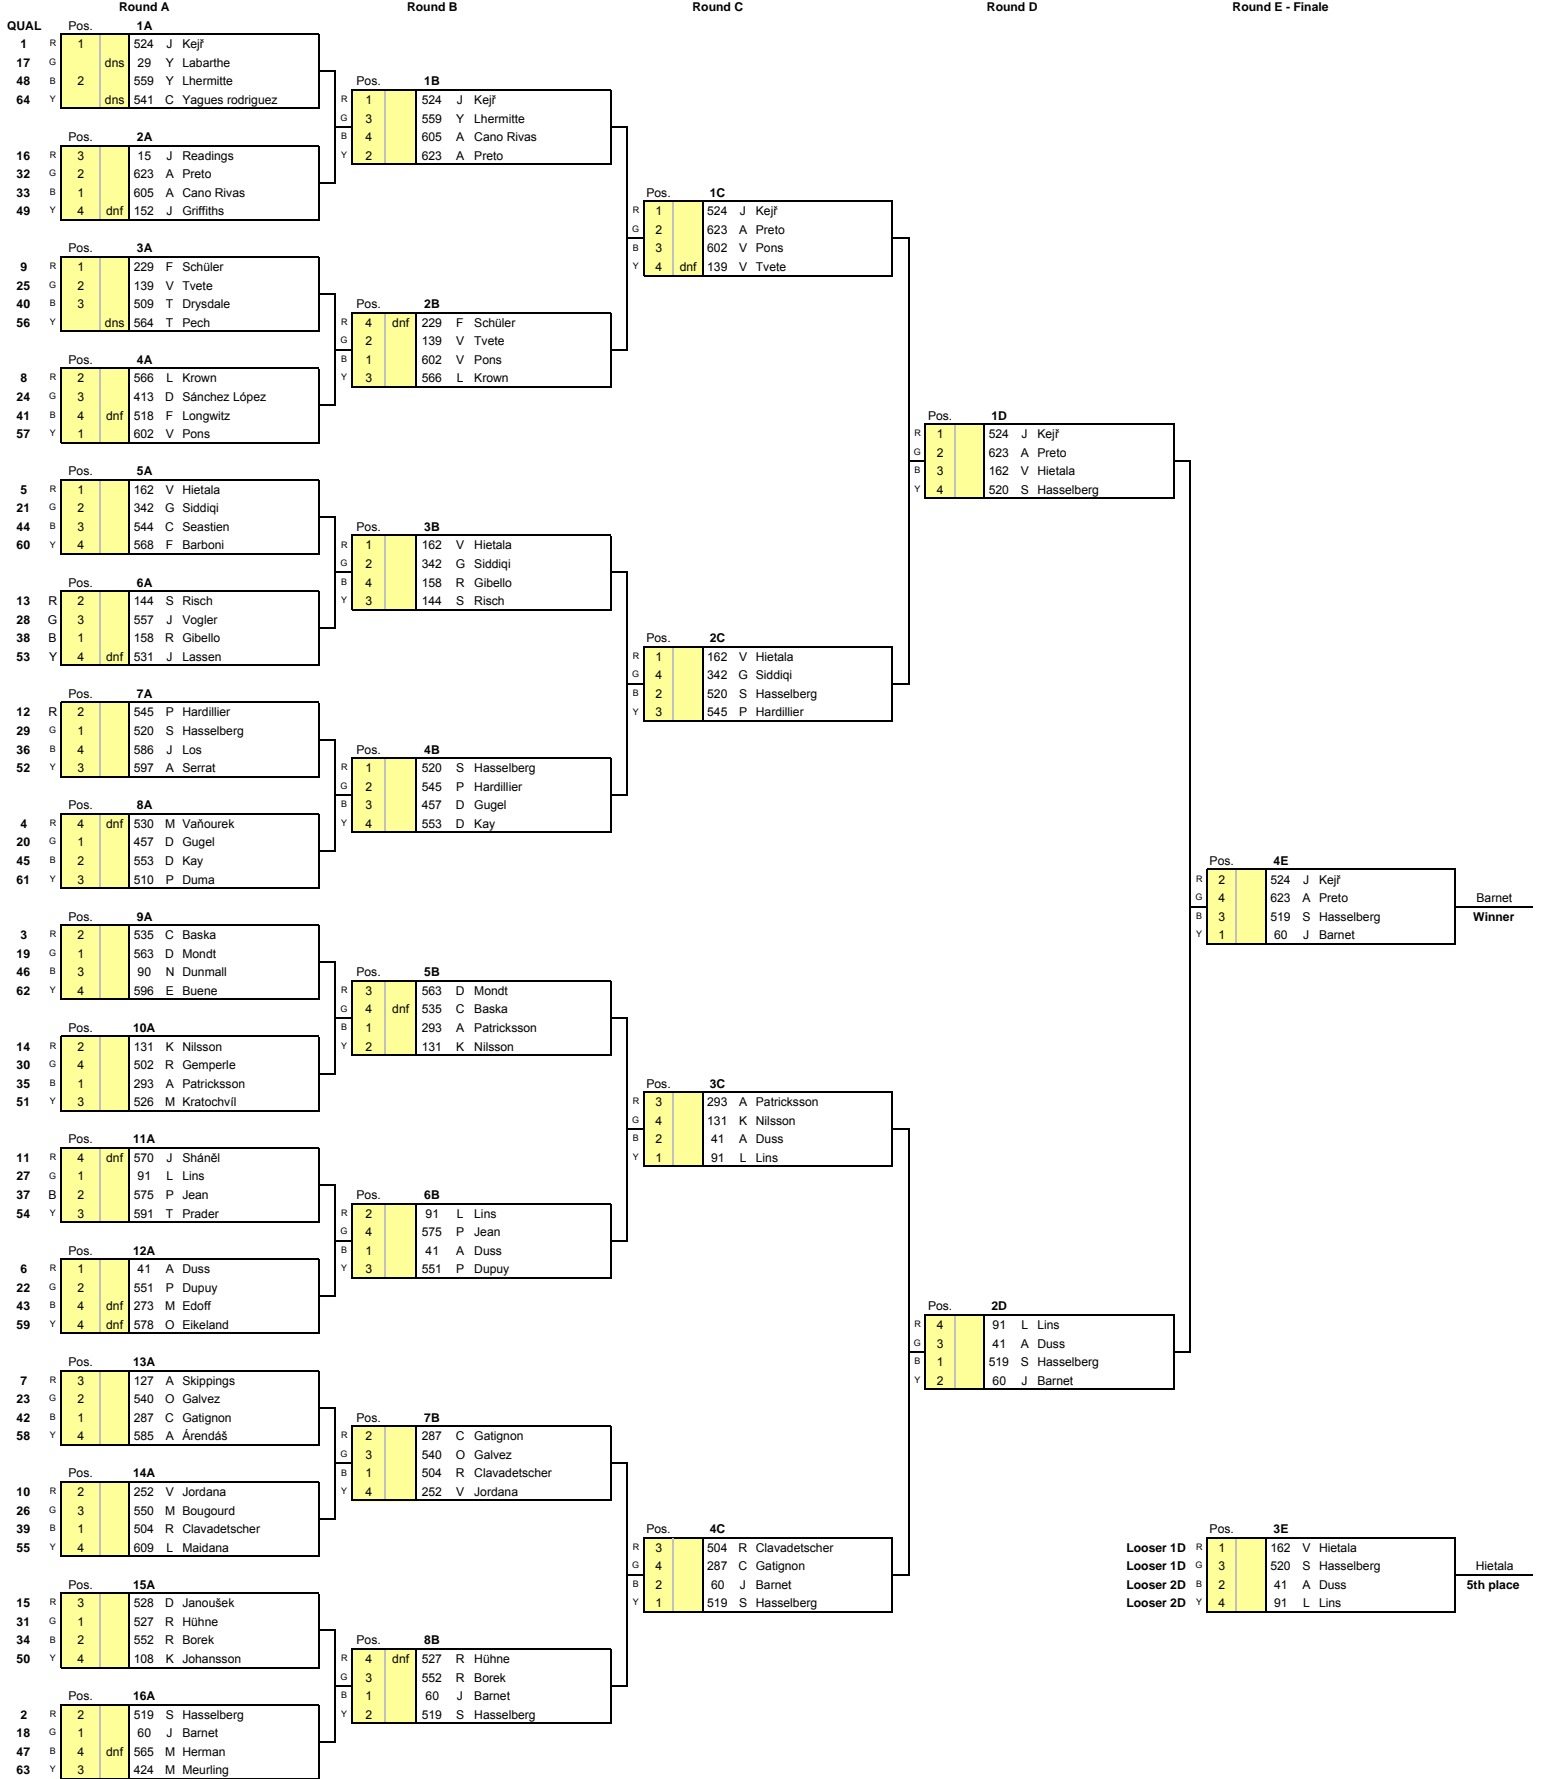 Round A Round B Round C Round D Round E - Finale
QUAL Pos. 1A
1 R 1 524 J Kejř
17 G dns 29 Y Labarthe
48 B 2 559 Y Lhermitte
64 Y dns 541 C Yagues rodriguez
Pos. 2A
16 R 3 15 J Readings
32 G 2 623 A Preto
33 B 1 605 A Cano Rivas
49 Y 4 dnf 152 J Griffiths
Pos. 3A
9 R 1 229 F Schüler
25 G 2 139 V Tvete
40 B 3 509 T Drysdale
56 Y dns 564 T Pech
Pos. 4A
8 R 2 566 L Krown
24 G 3 413 D Sánchez López
41 B 4 dnf 518 F Longwitz
57 Y 1 602 V Pons
Pos. 5A
5 R 1 162 V Hietala
21 G 2 342 G Siddiqi
44 B 3 544 C Seastien
60 Y 4 568 F Barboni
Pos. 6A
13 R 2 144 S Risch
28 G 3 557 J Vogler
38 B 1 158 R Gibello
53 Y 4 dnf 531 J Lassen
Pos. 7A
12 R 2 545 P Hardillier
29 G 1 520 S Hasselberg
36 B 4 586 J Los
52 Y 3 597 A Serrat
Pos. 8A
4 R 4 dnf 530 M Vaňourek
20 G 1 457 D Gugel
45 B 2 553 D Kay
61 Y 3 510 P Duma
Pos. 9A
3 R 2 535 C Baska
19 G 1 563 D Mondt
46 B 3 90 N Dunmall
62 Y 4 596 E Buene
Pos. 10A
14 R 2 131 K Nilsson
30 G 4 502 R Gemperle
35 B 1 293 A Patricksson
51 Y 3 526 M Kratochvíl
Pos. 11A
11 R 4 dnf 570 J Sháněl
27 G 1 91 L Lins
37 B 2 575 P Jean
54 Y 3 591 T Prader
Pos. 12A
6 R 1 41 A Duss
22 G 2 551 P Dupuy
43 B 4 dnf 273 M Edoff
59 Y 4 dnf 578 O Eikeland
Pos. 13A
7 R 3 127 A Skippings
23 G 2 540 O Galvez
42 B 1 287 C Gatignon
58 Y 4 585 A Árendáš
Pos. 14A
10 R 2 252 V Jordana
26 G 3 550 M Bougourd
39 B 1 504 R Clavadetscher
55 Y 4 609 L Maidana
Pos. 15A
15 R 3 528 D Janoušek
31 G 1 527 R Hühne
34 B 2 552 R Borek
50 Y 4 108 K Johansson
Pos. 16A
2 R 2 519 S Hasselberg
18 G 1 60 J Barnet
47 B 4 dnf 565 M Herman
63 Y 3 424 M Meurling
Pos. 1B
R 1 524 J Kejř
G 3 559 Y Lhermitte
B 4 605 A Cano Rivas
Y 2 623 A Preto
Pos. 2B
R 4 dnf 229 F Schüler
G 2 139 V Tvete
B 1 602 V Pons
Y 3 566 L Krown
Pos. 3B
R 1 162 V Hietala
G 2 342 G Siddiqi
B 4 158 R Gibello
Y 3 144 S Risch
Pos. 4B
R 1 520 S Hasselberg
G 2 545 P Hardillier
B 3 457 D Gugel
Y 4 553 D Kay
Pos. 5B
R 3 563 D Mondt
G 4 dnf 535 C Baska
B 1 293 A Patricksson
Y 2 131 K Nilsson
Pos. 6B
R 2 91 L Lins
G 4 575 P Jean
B 1 41 A Duss
Y 3 551 P Dupuy
Pos. 7B
R 2 287 C Gatignon
G 3 540 O Galvez
B 1 504 R Clavadetscher
Y 4 252 V Jordana
Pos. 8B
R 4 dnf 527 R Hühne
G 3 552 R Borek
B 1 60 J Barnet
Y 2 519 S Hasselberg
Pos. 1C
R 1 524 J Kejř
G 2 623 A Preto
B 3 602 V Pons
Y 4 dnf 139 V Tvete
Pos. 2C
R 1 162 V Hietala
G 4 342 G Siddiqi
B 2 520 S Hasselberg
Y 3 545 P Hardillier
Pos. 3C
R 3 293 A Patricksson
G 4 131 K Nilsson
B 2 41 A Duss
Y 1 91 L Lins
Pos. 4C
R 3 504 R Clavadetscher
G 4 287 C Gatignon
B 2 60 J Barnet
Y 1 519 S Hasselberg
Pos. 1D
R 1 524 J Kejř
G 2 623 A Preto
B 3 162 V Hietala
Y 4 520 S Hasselberg
Pos. 2D
R 4 91 L Lins
G 3 41 A Duss
B 1 519 S Hasselberg
Y 2 60 J Barnet
Pos. 4E
R 2 524 J Kejř
G 4 623 A Preto Barnet
B 3 519 S Hasselberg Winner
Y 1 60 J Barnet
Pos. 3E
Looser 1D R 1 162 V Hietala
Looser 1D G 3 520 S Hasselberg Hietala
Looser 2D B 2 41 A Duss 5th place
Looser 2D Y 4 91 L Lins